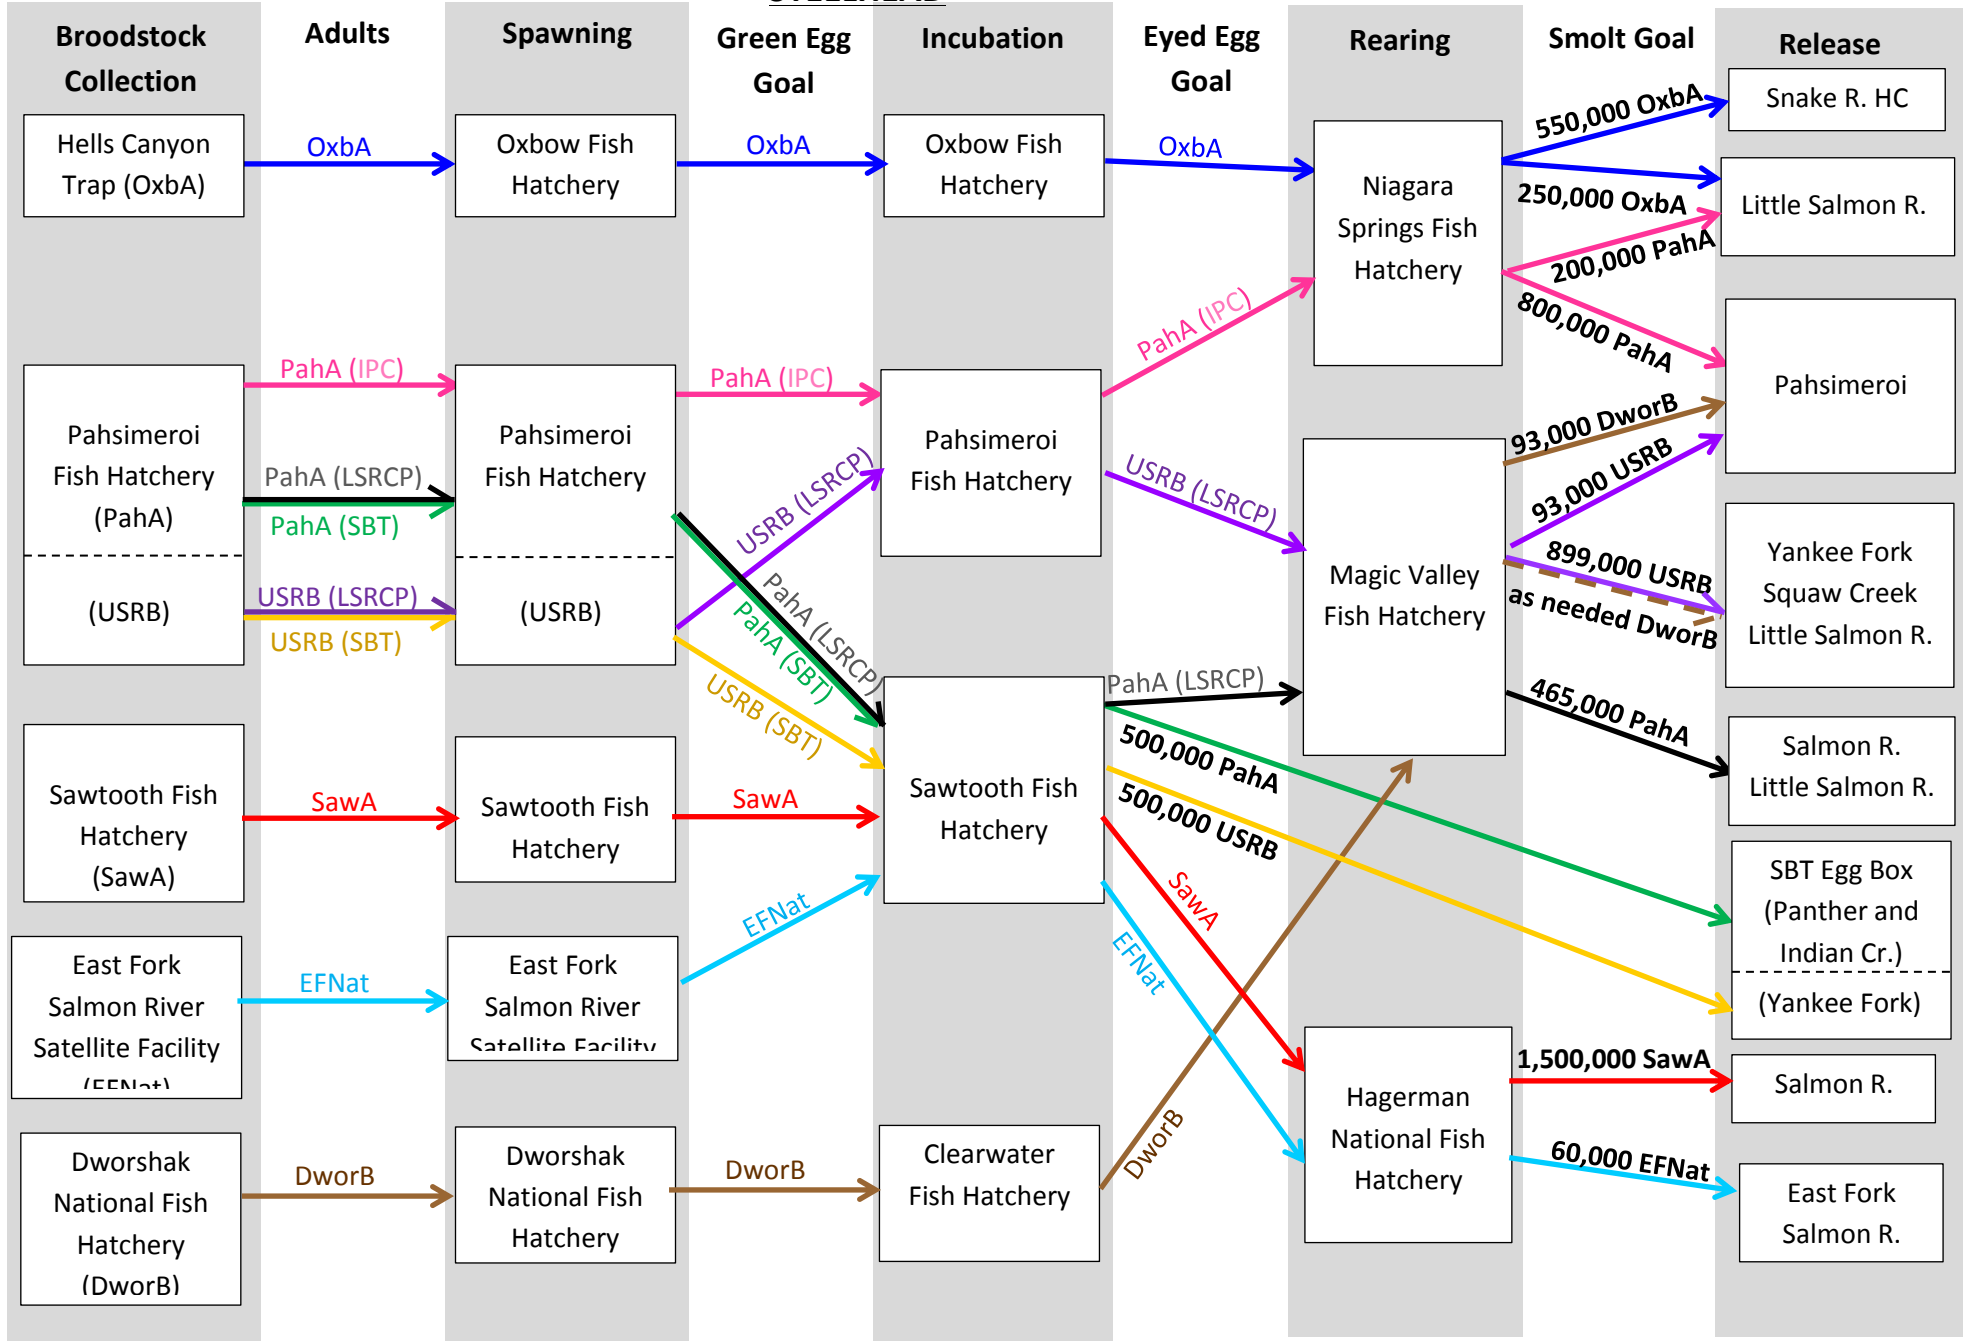 STEELHEAD
Broodstock
Collection
Adults
Spawning
Green Egg
Goal
Incubation
Eyed Egg
Goal
Rearing
Smolt Goal
Release
Hells Canyon
Trap (OxbA)
OxbA
Oxbow Fish
Hatchery
OxbA
Oxbow Fish
Hatchery
OxbA
Niagara
Springs Fish
Hatchery
550,000 OxbA
250,000 OxbA
200,000 PahA
800,000 PahA
Snake R. HC
Little Salmon R.
Pahsimeroi
Pahsimeroi
Fish Hatchery
(PahA)
(USRB)
PahA (IPC)
PahA (LSRCP)
PahA (SBT)
USRB (LSRCP)
USRB (SBT)
Pahsimeroi
Fish Hatchery
(USRB)
PahA (IPC)
USRB (LSRCP)
PahA (LSRCP)
PahA (SBT)
USRB (SBT)
Pahsimeroi
Fish Hatchery
PahA (IPC)
USRB (LSRCP)
Magic Valley
Fish Hatchery
93,000 DworB
93,000 USRB
899,000 USRB
as needed DworB
465,000 PahA
Yankee Fork
Squaw Creek
Little Salmon R.
Salmon R.
Little Salmon R.
Sawtooth Fish
Hatchery
(SawA)
SawA
Sawtooth Fish
Hatchery
SawA
Sawtooth Fish
Hatchery
PahA (LSRCP)
500,000 PahA
500,000 USRB
SawA
EFNat
SBT Egg Box
(Panther and
Indian Cr.)
(Yankee Fork)
East Fork
Salmon River
Satellite Facility
(EFNat)
EFNat
East Fork
Salmon River
Satellite Facility
EFNat
Hagerman
National Fish
Hatchery
1,500,000 SawA
60,000 EFNat
Salmon R.
East Fork
Salmon R.
Dworshak
National Fish
Hatchery
(DworB)
DworB
Dworshak
National Fish
Hatchery
DworB
Clearwater
Fish Hatchery
DworB